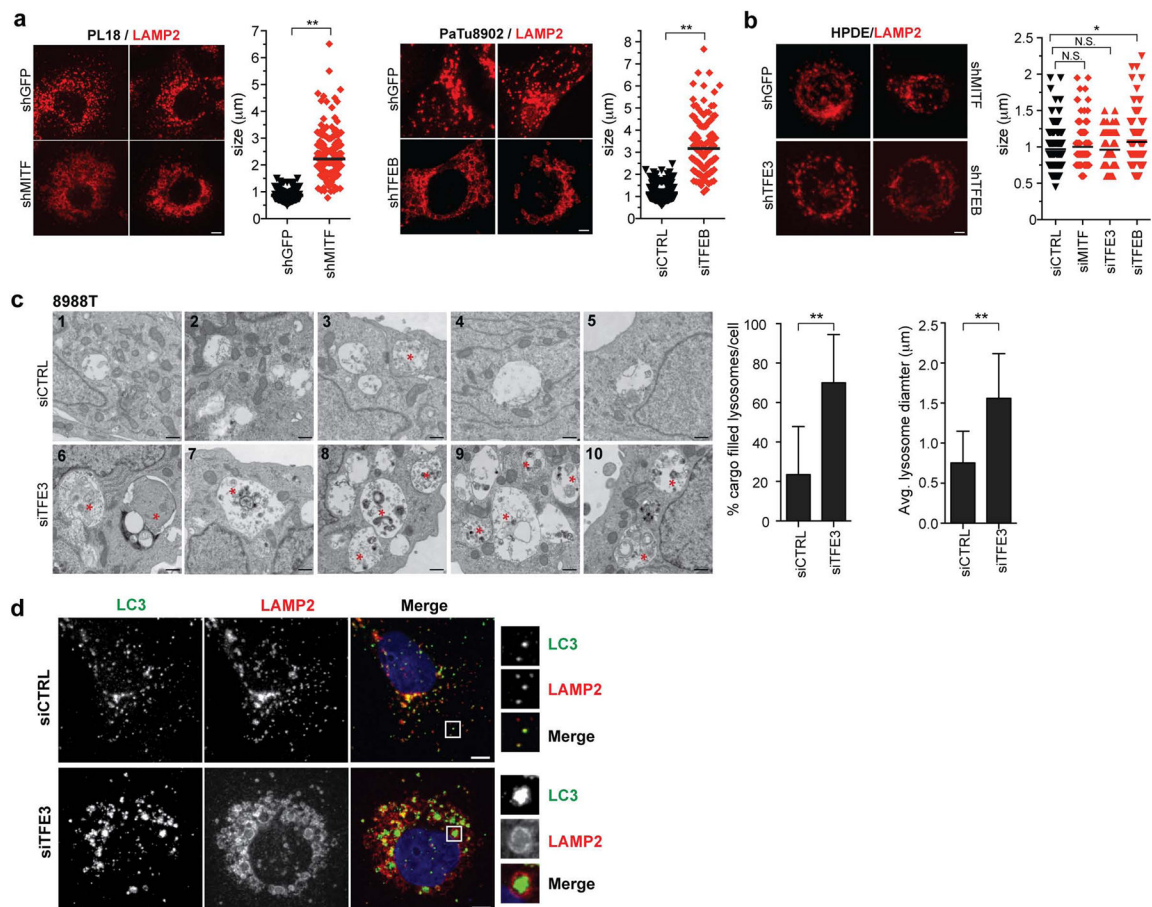 a
PL18 / LAMP2
shGFP
shMITF
size (μm)
7
6
5
4
3
2
1
0
**
shGFP
shMITF
PaTu8902 / LAMP2
shGFP
shTFEB
size (μm)
8.5
8
7
6
5
4
3
2
1
0
**
siCTRL
siTFEB
b
HPDE/LAMP2
shGFP
shMITF
shTFE3
shTFEB
size (μm)
2.5
2
1.5
1
0.5
0
*
N.S.
N.S.
siCTRL
siMITF
siTFE3
siTFEB
c
8988T
siCTRL
1
2
3
4
5
*
siTFE3
6
7
8
9
10
* * * * * * * * * * *
% cargo filled lysosomes/cell
100
80
60
40
20
0
**
siCTRL
siTFE3
Avg. lysosome diamter (μm)
2.5
2.0
1.5
1.0
0.5
0.0
**
siCTRL
siTFE3
d
LC3
LAMP2
Merge
siCTRL
LC3
LAMP2
Merge
siTFE3
LC3
LAMP2
Merge